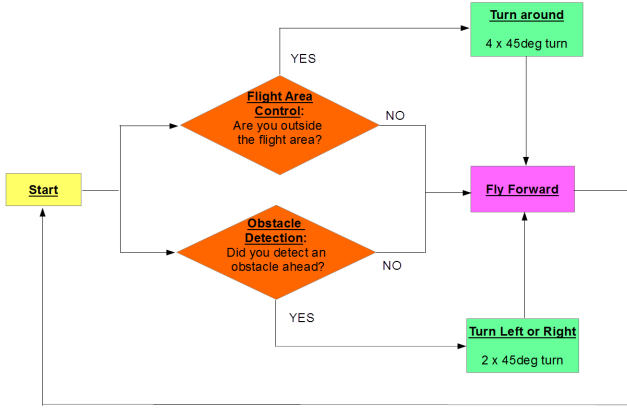 Turn around
4 x 45deg turn
YES
Flight Area
Control:
Are you outside
the flight area?
NO
Start
Fly Forward
Obstacle
Detection:
Did you detect an
obstacle ahead?
NO
YES
Turn Left or Right
2 x 45deg turn